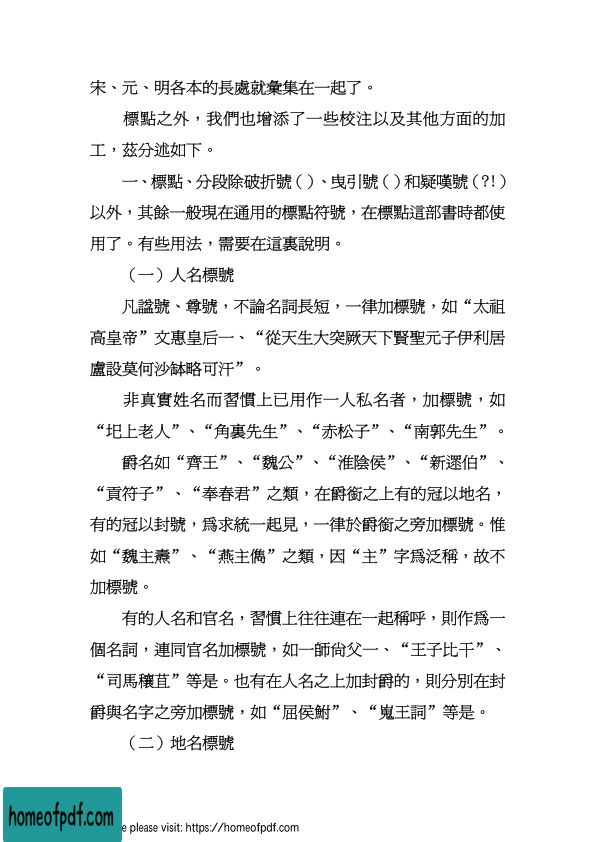 宋、元、明各本的長處就彙集在一起了。
標點之外，我們也增添了一些校注以及其他方面的加
工，茲分述如下。
一、標點、分段除破折號（）、曳引號（）和疑嘆號（?!）
以外，其餘一般現在通用的標點符號，在標點這部書時都使
用了。有些用法，需要在這裏說明。
（一）人名標號
凡謚號、尊號，不論名詞長短，一律加標號，如“太祖
高皇帝”文惠皇后一、“從天生大突厥天下賢聖元子伊利居
盧設莫何沙鉢略可汗”。
非真實姓名而習慣上已用作一人私名者，加標號，如
“圯上老人”、“角裏先生”、“赤松子”、“南郭先生”。
爵名如“齊王”、“魏公”、“淮陰侯”、“新遝伯”、
“貢符子”、“奉春君”之類，在爵銜之上有的冠以地名，
有的冠以封號，爲求統一起見，一律於爵銜之旁加標號。惟
如“魏主燾”、“燕主儁”之類，因“主”字爲泛稱，故不
加標號。
有的人名和官名，習慣上往往連在一起稱呼，則作爲一
個名詞，連同官名加標號，如一師尙父一、“王子比干”、
“司馬穰苴”等是。也有在人名之上加封爵的，則分別在封
爵與名字之旁加標號，如“屈侯鮒”、“嵬王訶”等是。
（二）地名標號
homeofpdf.com
e please visit: https://homeofpdf.com